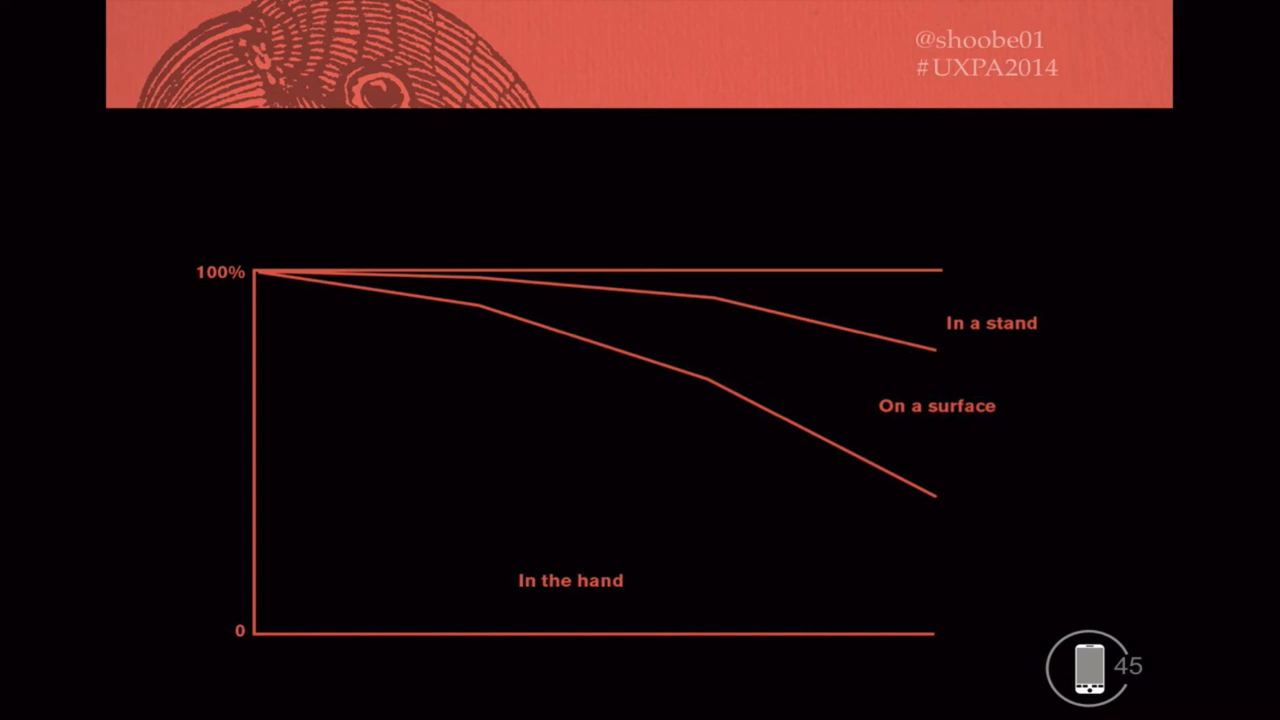 @shoobe01
#UXPA2014
100%
In a stand
On a surface
In the hand
0
45